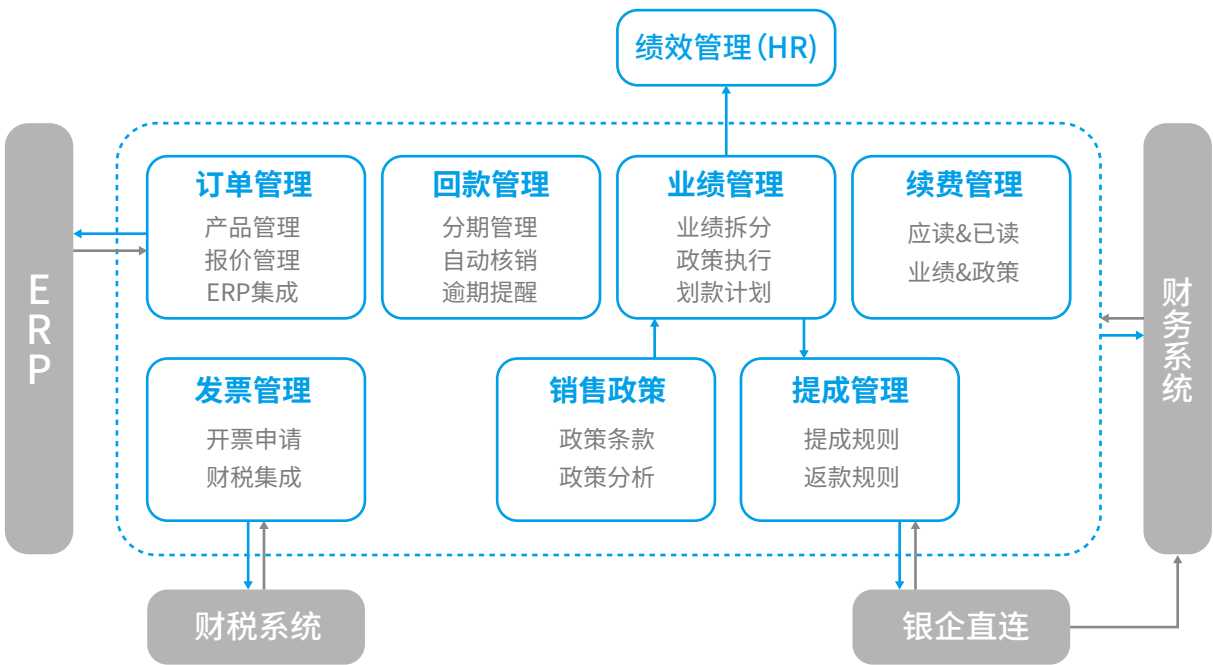 绩效管理(HR)
ERP
订单管理
产品管理
报价管理
ERP集成
回款管理
分期管理
自动核销
逾期提醒
业绩管理
业绩拆分
政策执行
划款计划
续费管理
应读&已读
业绩&政策
财务系统
发票管理
开票申请
财税集成
销售政策
政策条款
政策分析
提成管理
提成规则
返款规则
财税系统
银企直连